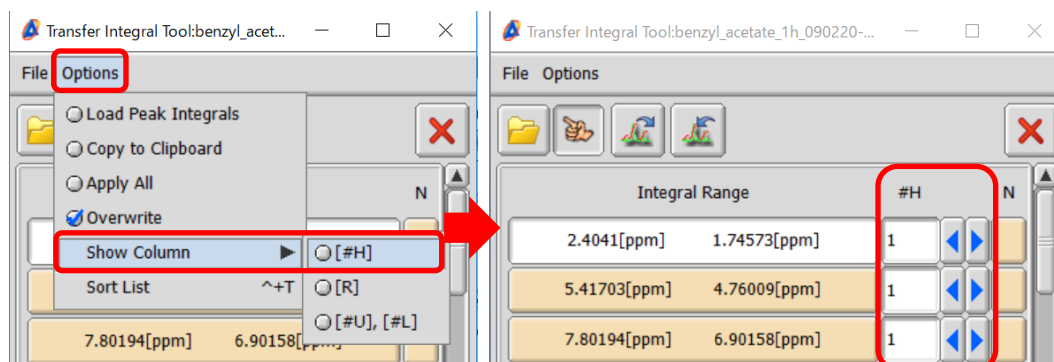 Transfer Integral Tool:benzyl_acet...
File Options
Load Peak Integrals
Copy to Clipboard
Apply All
N
Overwrite
Show Column
[#H]
Sort List ^+T
[R]
[#U], [#L]
7.80194[ppm] 6.90158[ppm]
Transfer Integral Tool:benzyl_acetate_1h_090220-...
File Options
Integral Range #H N
2.4041[ppm] 1.74573[ppm] 1
5.41703[ppm] 4.76009[ppm] 1
7.80194[ppm] 6.90158[ppm] 1